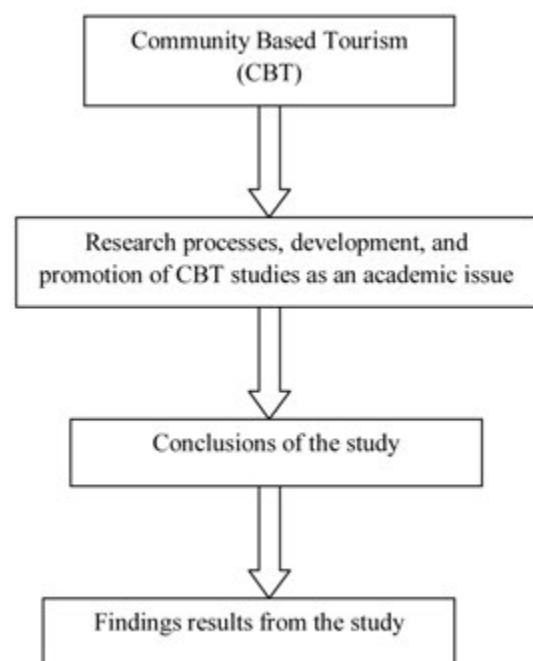 Community Based Tourism
(CBT)
Research processes, development, and
promotion of CBT studies as an academic issue
Conclusions of the study
Findings results from the study